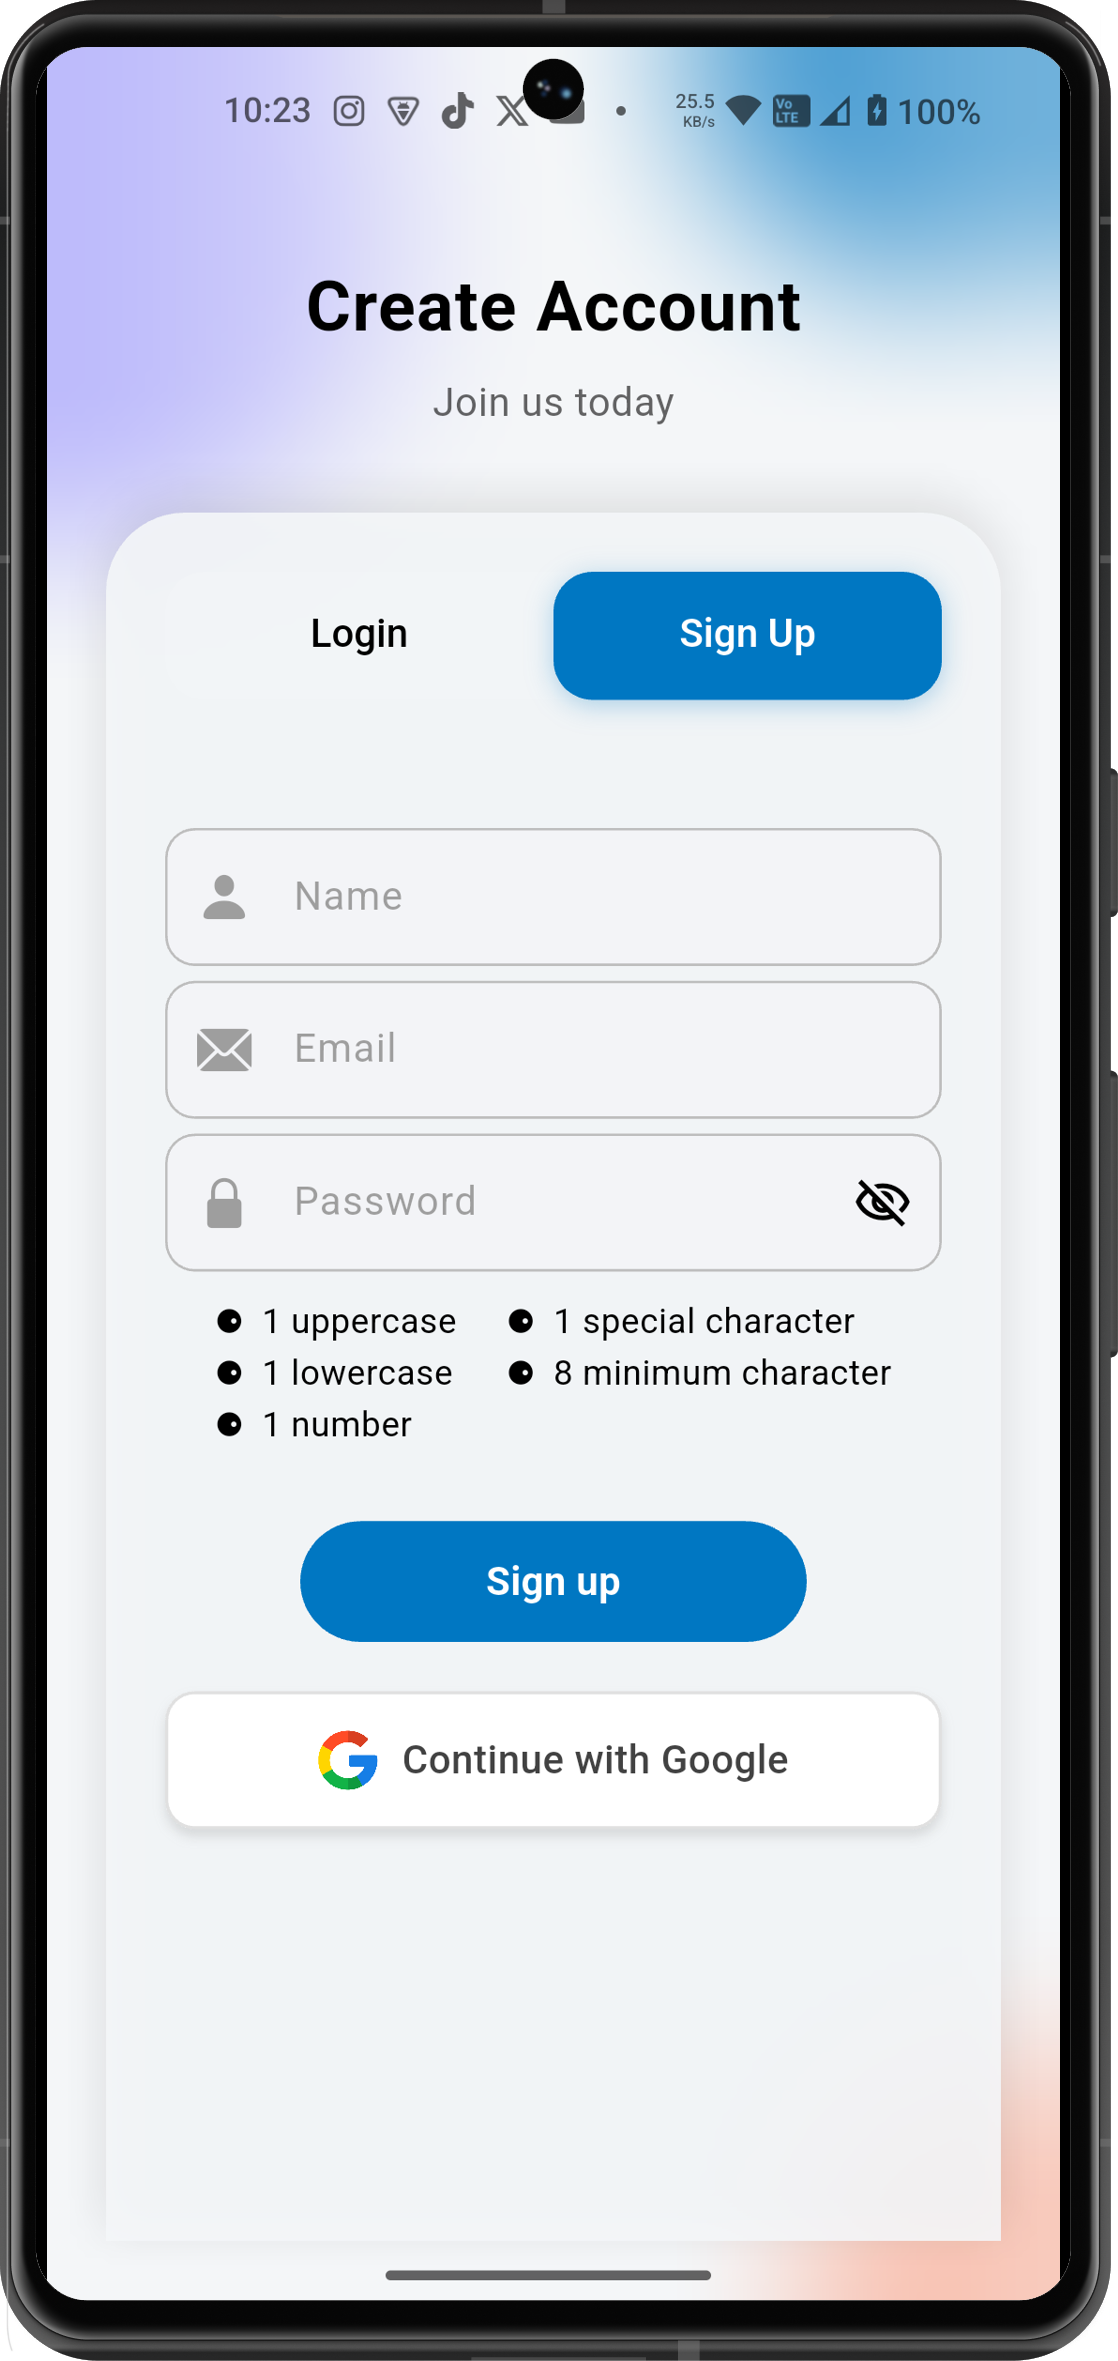 10:23 25.5 KB/s Vo LTE 100%
Create Account
Join us today
Login Sign Up
Name
Email
Password
1 uppercase 1 special character
1 lowercase 8 minimum character
1 number
Sign up
Continue with Google